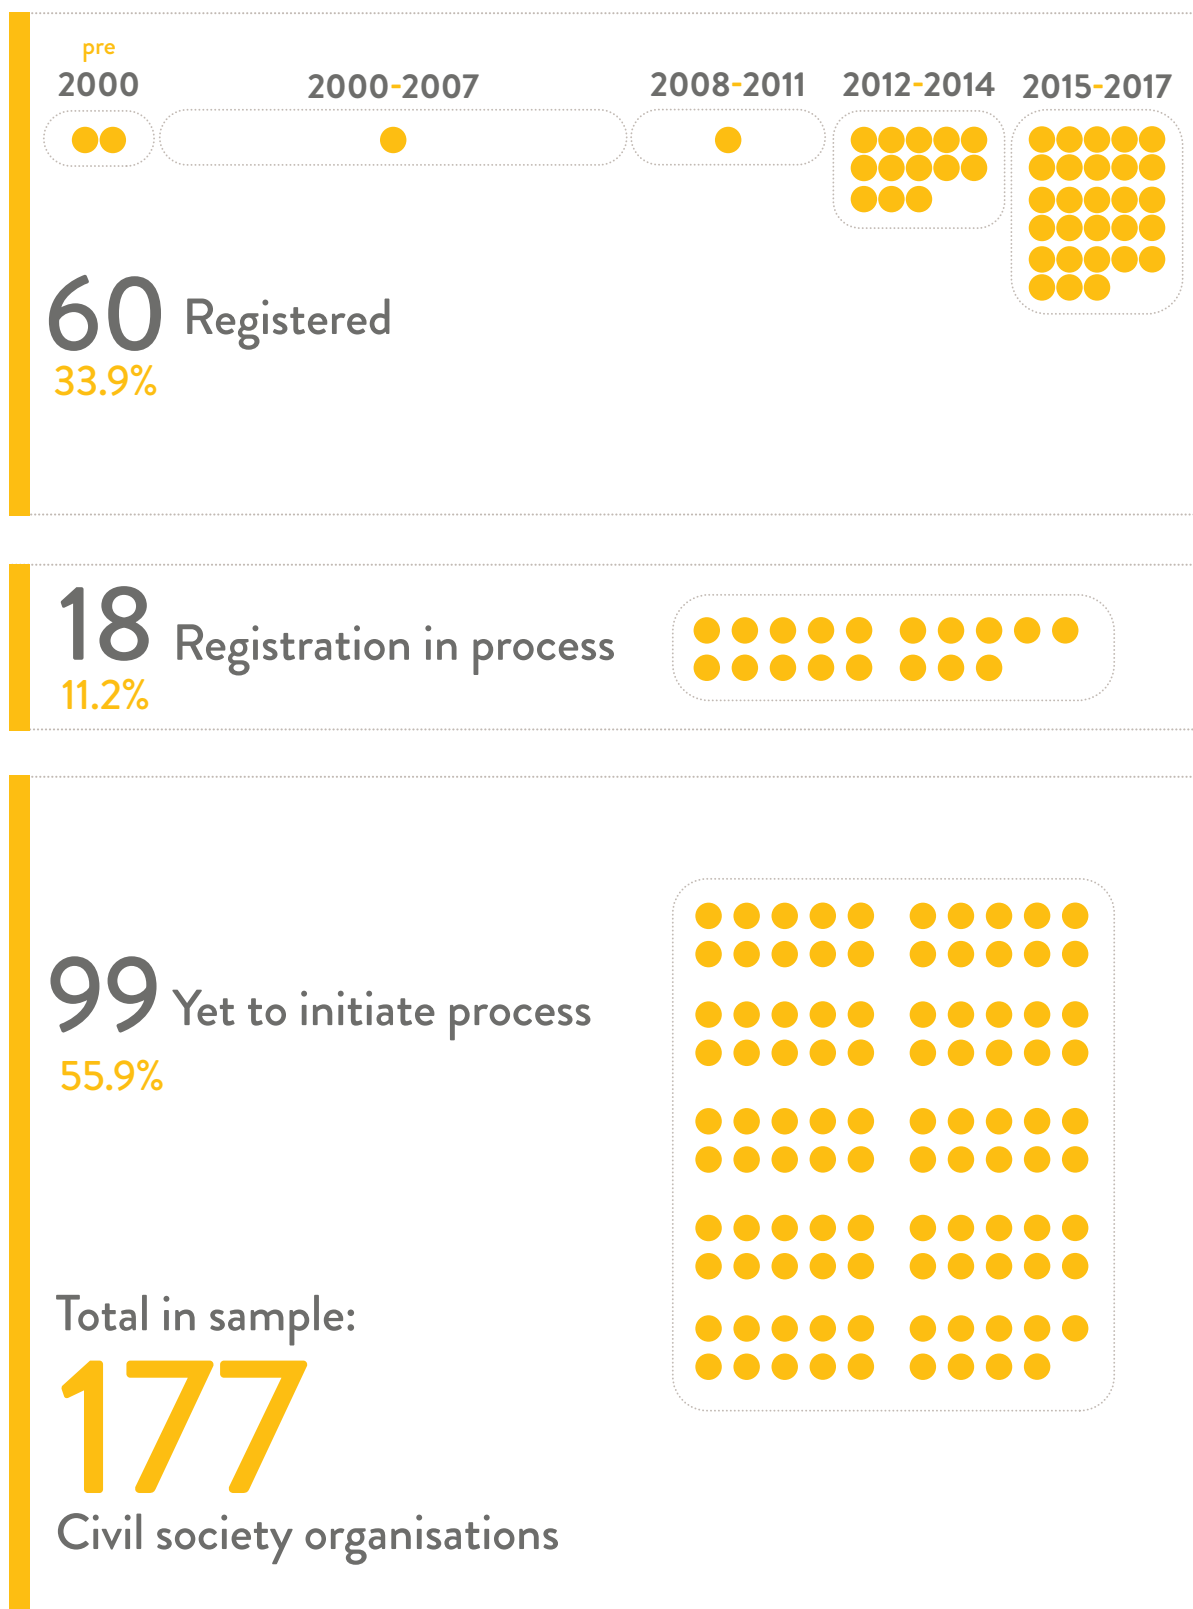 pre
2000
2000-2007
2008-2011
2012-2014
2015-2017
60 Registered
33.9%
18 Registration in process
11.2%
99 Yet to initiate process
55.9%
Total in sample:
177
Civil society organisations